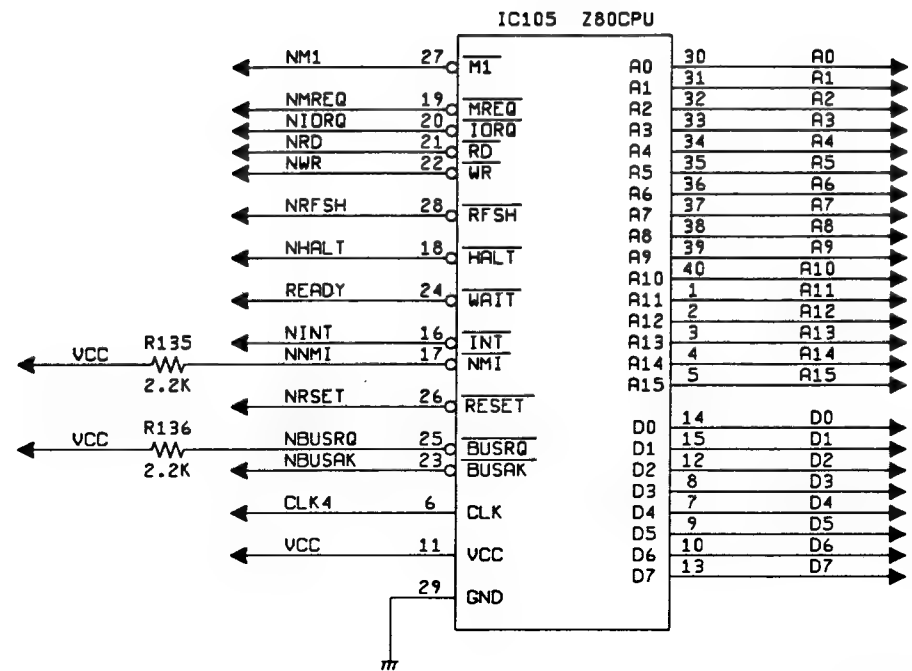 IC105 Z80CPU
NM1 27 M1 A0 30 A0
A1 31 A1
NMREQ 19 MREQ A2 32 A2
NIORQ 20 IORQ A3 33 A3
NRD 21 RD A4 34 A4
NWR 22 WR A5 35 A5
A6 36 A6
NRFSH 28 RFSH A7 37 A7
A8 38 A8
NHALT 18 HALT A9 39 A9
A10 40 A10
READY 24 WAIT A11 1 A11
A12 2 A12
NINT 16 INT A13 3 A13
VCC R135 2.2K NNMI 17 NMI A14 4 A14
A15 5 A15
NRSET 26 RESET
D0 14 D0
VCC R136 2.2K NBUSRQ 25 BUSRQ D1 15 D1
NBUSAK 23 BUSAK D2 12 D2
D3 8 D3
CLK4 6 CLK D4 7 D4
D5 9 D5
VCC 11 VCC D6 10 D6
D7 13 D7
29 GND